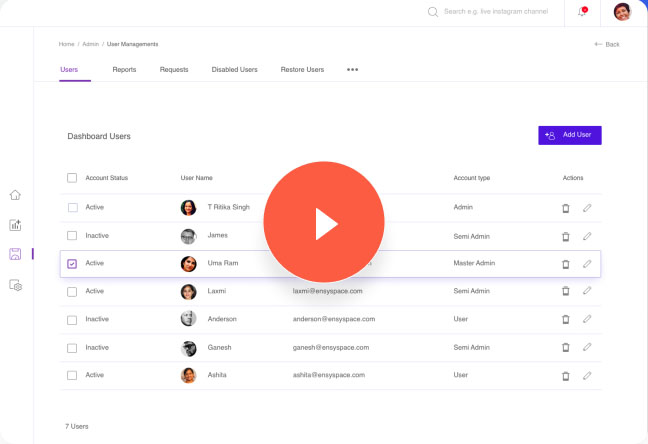 Search e.g. live instagram channel
Home / Admin / User Managements
Back
Users Reports Requests Disabled Users Restore Users •••
Dashboard Users
Add User
Account Status User Name Account type Actions
Active T Ritika Singh Admin
Inactive James Semi Admin
Active Uma Ram Master Admin
Active Laxmi laxmi@ensyspace.com Semi Admin
Inactive Anderson anderson@ensyspace.com User
Inactive Ganesh ganesh@ensyspace.com Semi Admin
Active Ashita ashita@ensyspace.com User
7 Users